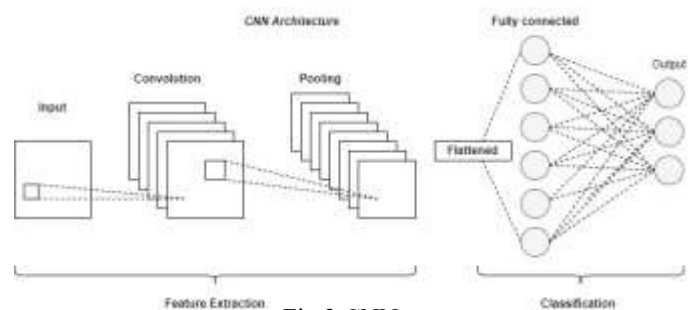 CNN Architecture
Fully connected
Convolution
Pooling
Output
Input
Flattened
Feature Extraction
Classification